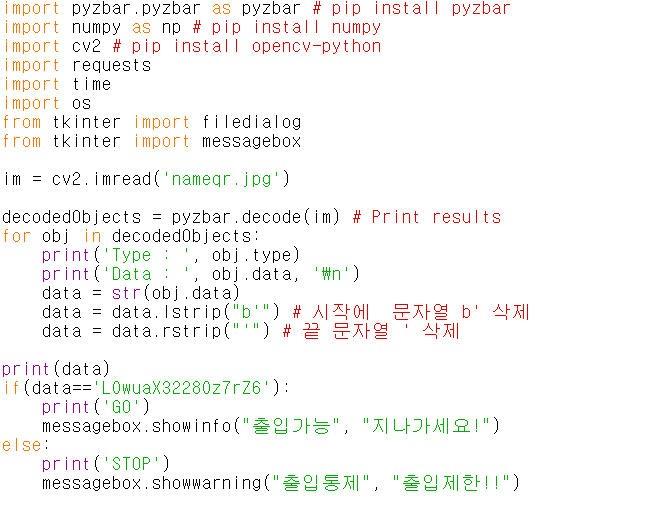 import pyzbar.pyzbar as pyzbar # pip install pyzbar
import numpy as np # pip install numpy
import cv2 # pip install opencv-python
import requests
import time
import os
from tkinter import filedialog
from tkinter import messagebox

im = cv2.imread('nameqr.jpg')

decodedObjects = pyzbar.decode(im) # Print results
for obj in decodedObjects:
    print('Type : ', obj.type)
    print('Data : ', obj.data, '₩n')
    data = str(obj.data)
    data = data.lstrip("b'") # 시작에  문자열 b' 삭제
    data = data.rstrip("'") # 끝 문자열 ' 삭제

print(data)
if(data=='L0wuaX32280z7rZ6'):
    print('GO')
    messagebox.showinfo("출입가능", "지나가세요!")
else:
    print('STOP')
    messagebox.showwarning("출입통제", "출입제한!!")